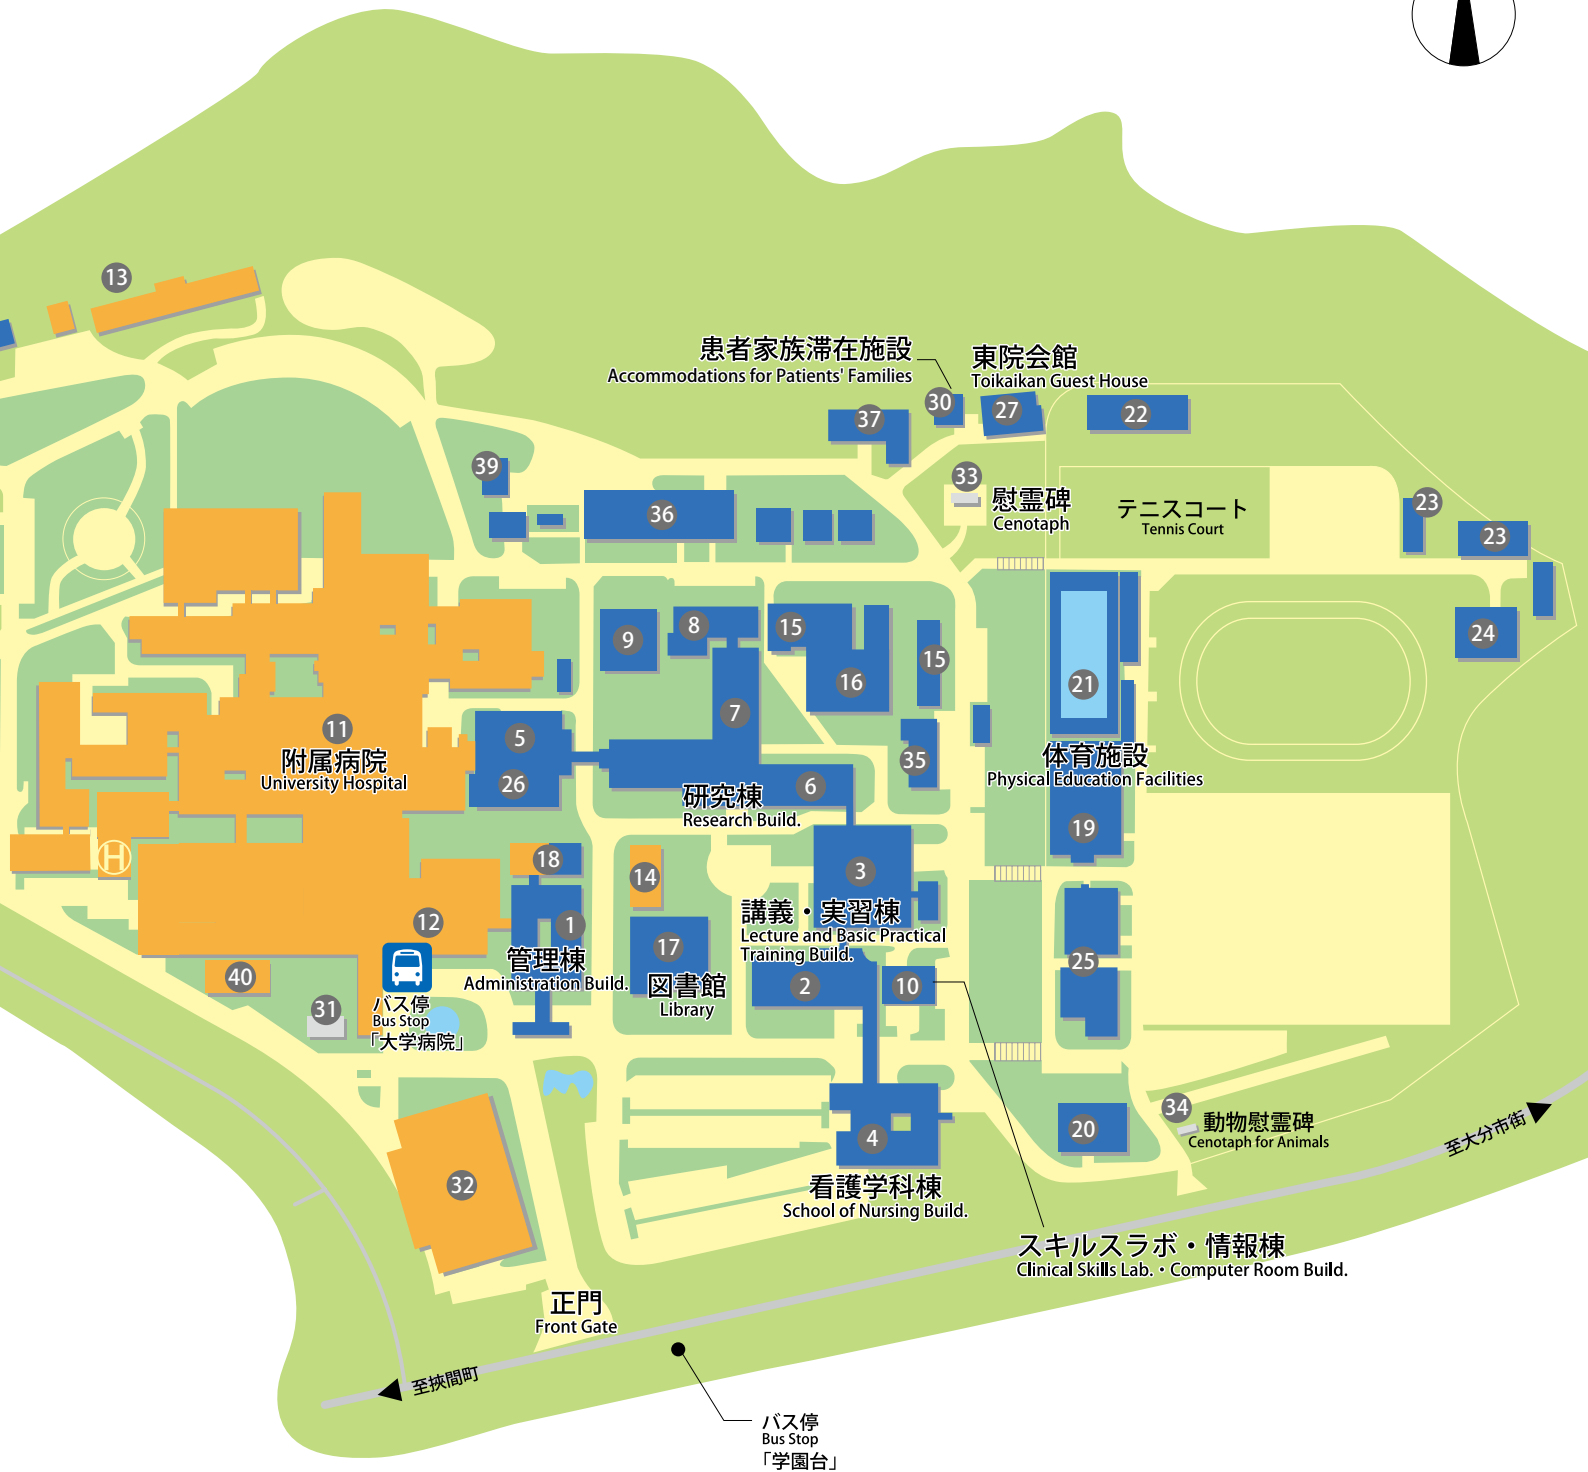 13
患者家族滞在施設
Accommodations for Patients' Families
東院会館
Toikaikan Guest House
30
27
22
37
39
33
慰霊碑
Cenotaph
テニスコート
Tennis Court
23
23
36
9
8
15
15
24
16
21
7
11
附属病院
University Hospital
5
26
35
体育施設
Physical Education Facilities
研究棟
Research Build.
6
19
18
H
14
3
12
1
講義・実習棟
Lecture and Basic Practical
Training Build.
管理棟
Administration Build.
17
図書館
Library
2
10
25
40
31
バス停
Bus Stop
「大学病院」
32
4
看護学科棟
School of Nursing Build.
20
34
動物慰霊碑
Cenotaph for Animals
至大分市街
スキルスラボ・情報棟
Clinical Skills Lab.・Computer Room Build.
正門
Front Gate
至挾間町
バス停
Bus Stop
「学園台」